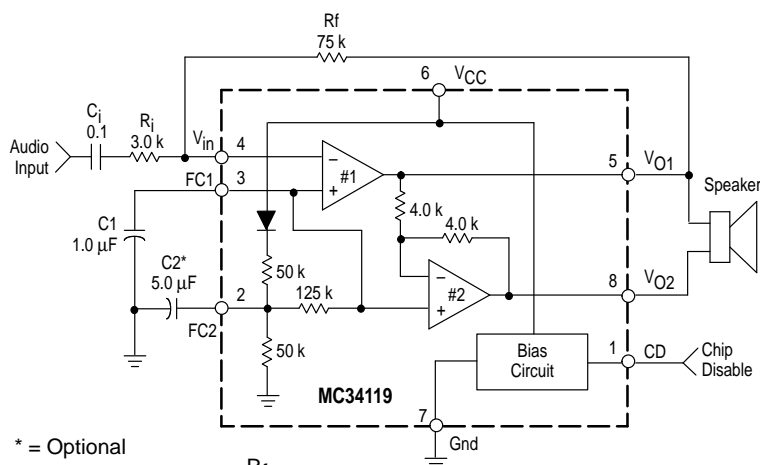 Rf
75 k
6
VCC
Ci
0.1
Ri
3.0 k
Audio
Input
Vin
4
FC1
3
−
+
#1
5
VO1
Speaker
4.0 k
4.0 k
C1
1.0 µF
C2*
5.0 µF
50 k
125 k
−
+
#2
8
VO2
2
FC2
50 k
Bias
Circuit
1
CD
Chip
Disable
MC34119
7
Gnd
* = Optional